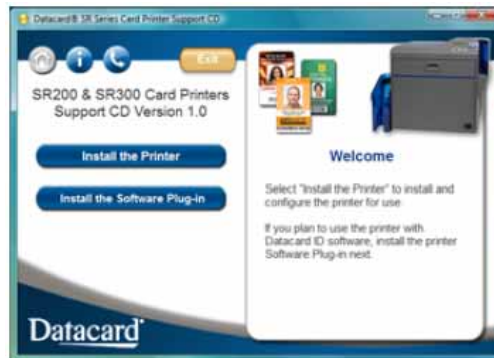 Datacard® SR Series Card Printer Support CD
Exit
SR200 & SR300 Card Printers
Support CD Version 1.0
Install the Printer
Install the Software Plug-in
Welcome
Select "Install the Printer" to install and
configure the printer for use
If you plan to use the printer with
Datacard ID software, install the printer
Software Plug-in next.
Datacard